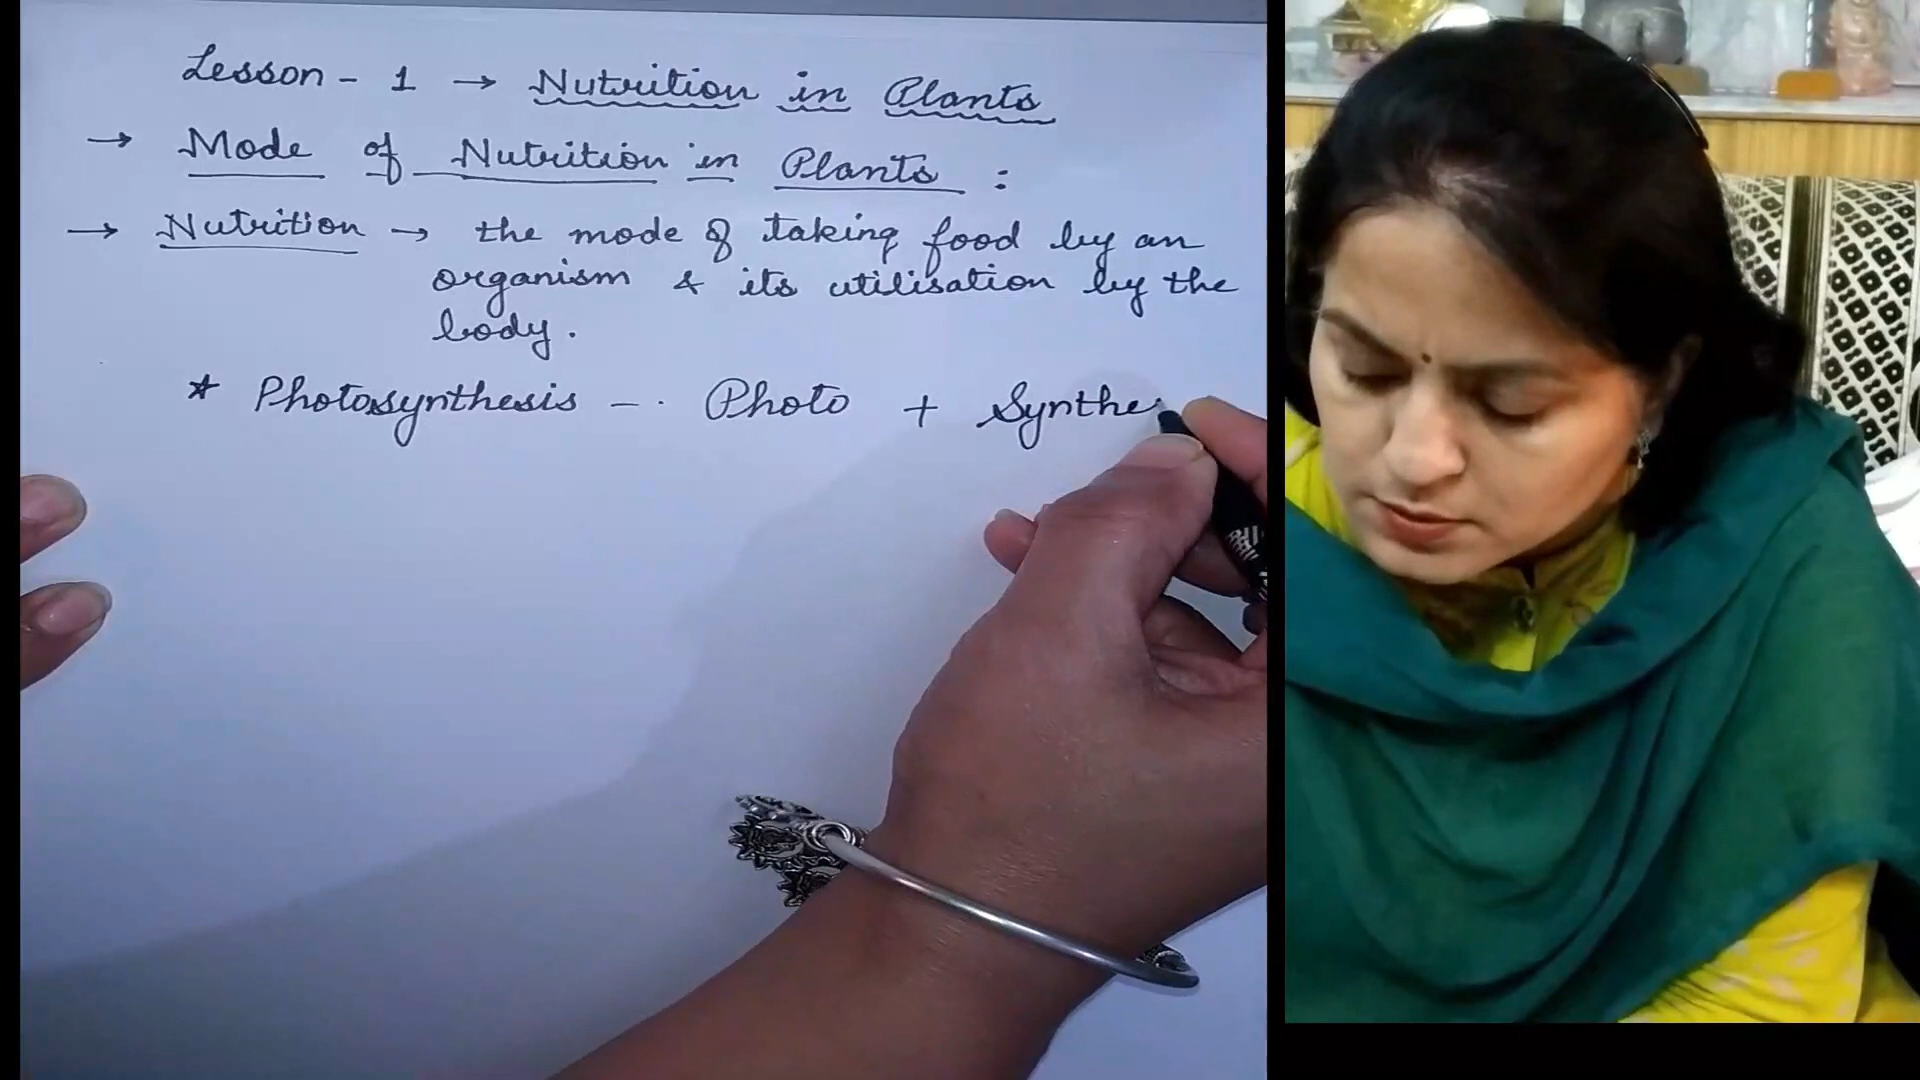 Lesson - 1 → Nutrition in Plants
→ Mode of Nutrition in Plants :
→ Nutrition → the mode of taking food by an
organism & its utilisation by the
body.
* Photosynthesis - . Photo + Synthe